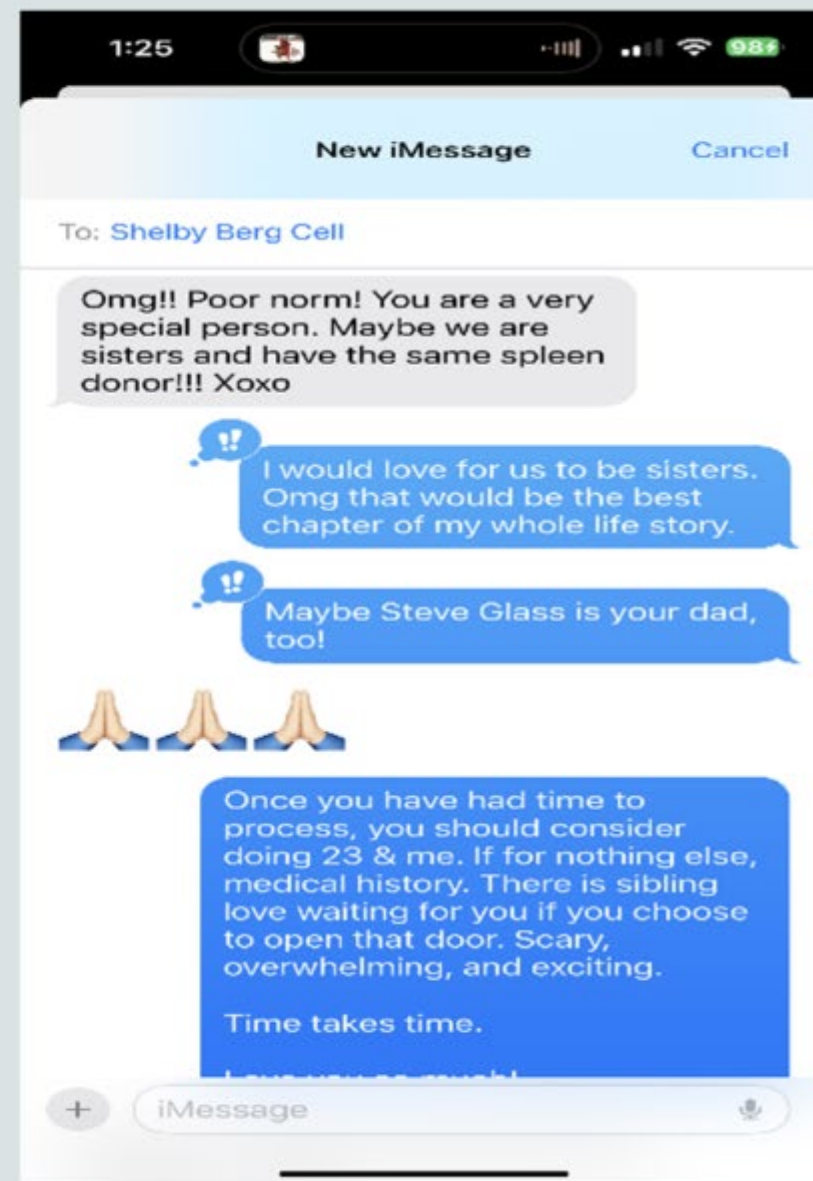 1:25
98
New iMessage
Cancel
To: Shelby Berg Cell
Omg!! Poor norm! You are a very
special person. Maybe we are
sisters and have the same spleen
donor!!! Xoxo
!!
I would love for us to be sisters.
Omg that would be the best
chapter of my whole life story.
!!
Maybe Steve Glass is your dad,
too!
Once you have had time to
process, you should consider
doing 23 & me. If for nothing else,
medical history. There is sibling
love waiting for you if you choose
to open that door. Scary,
overwhelming, and exciting.
Time takes time.
iMessage